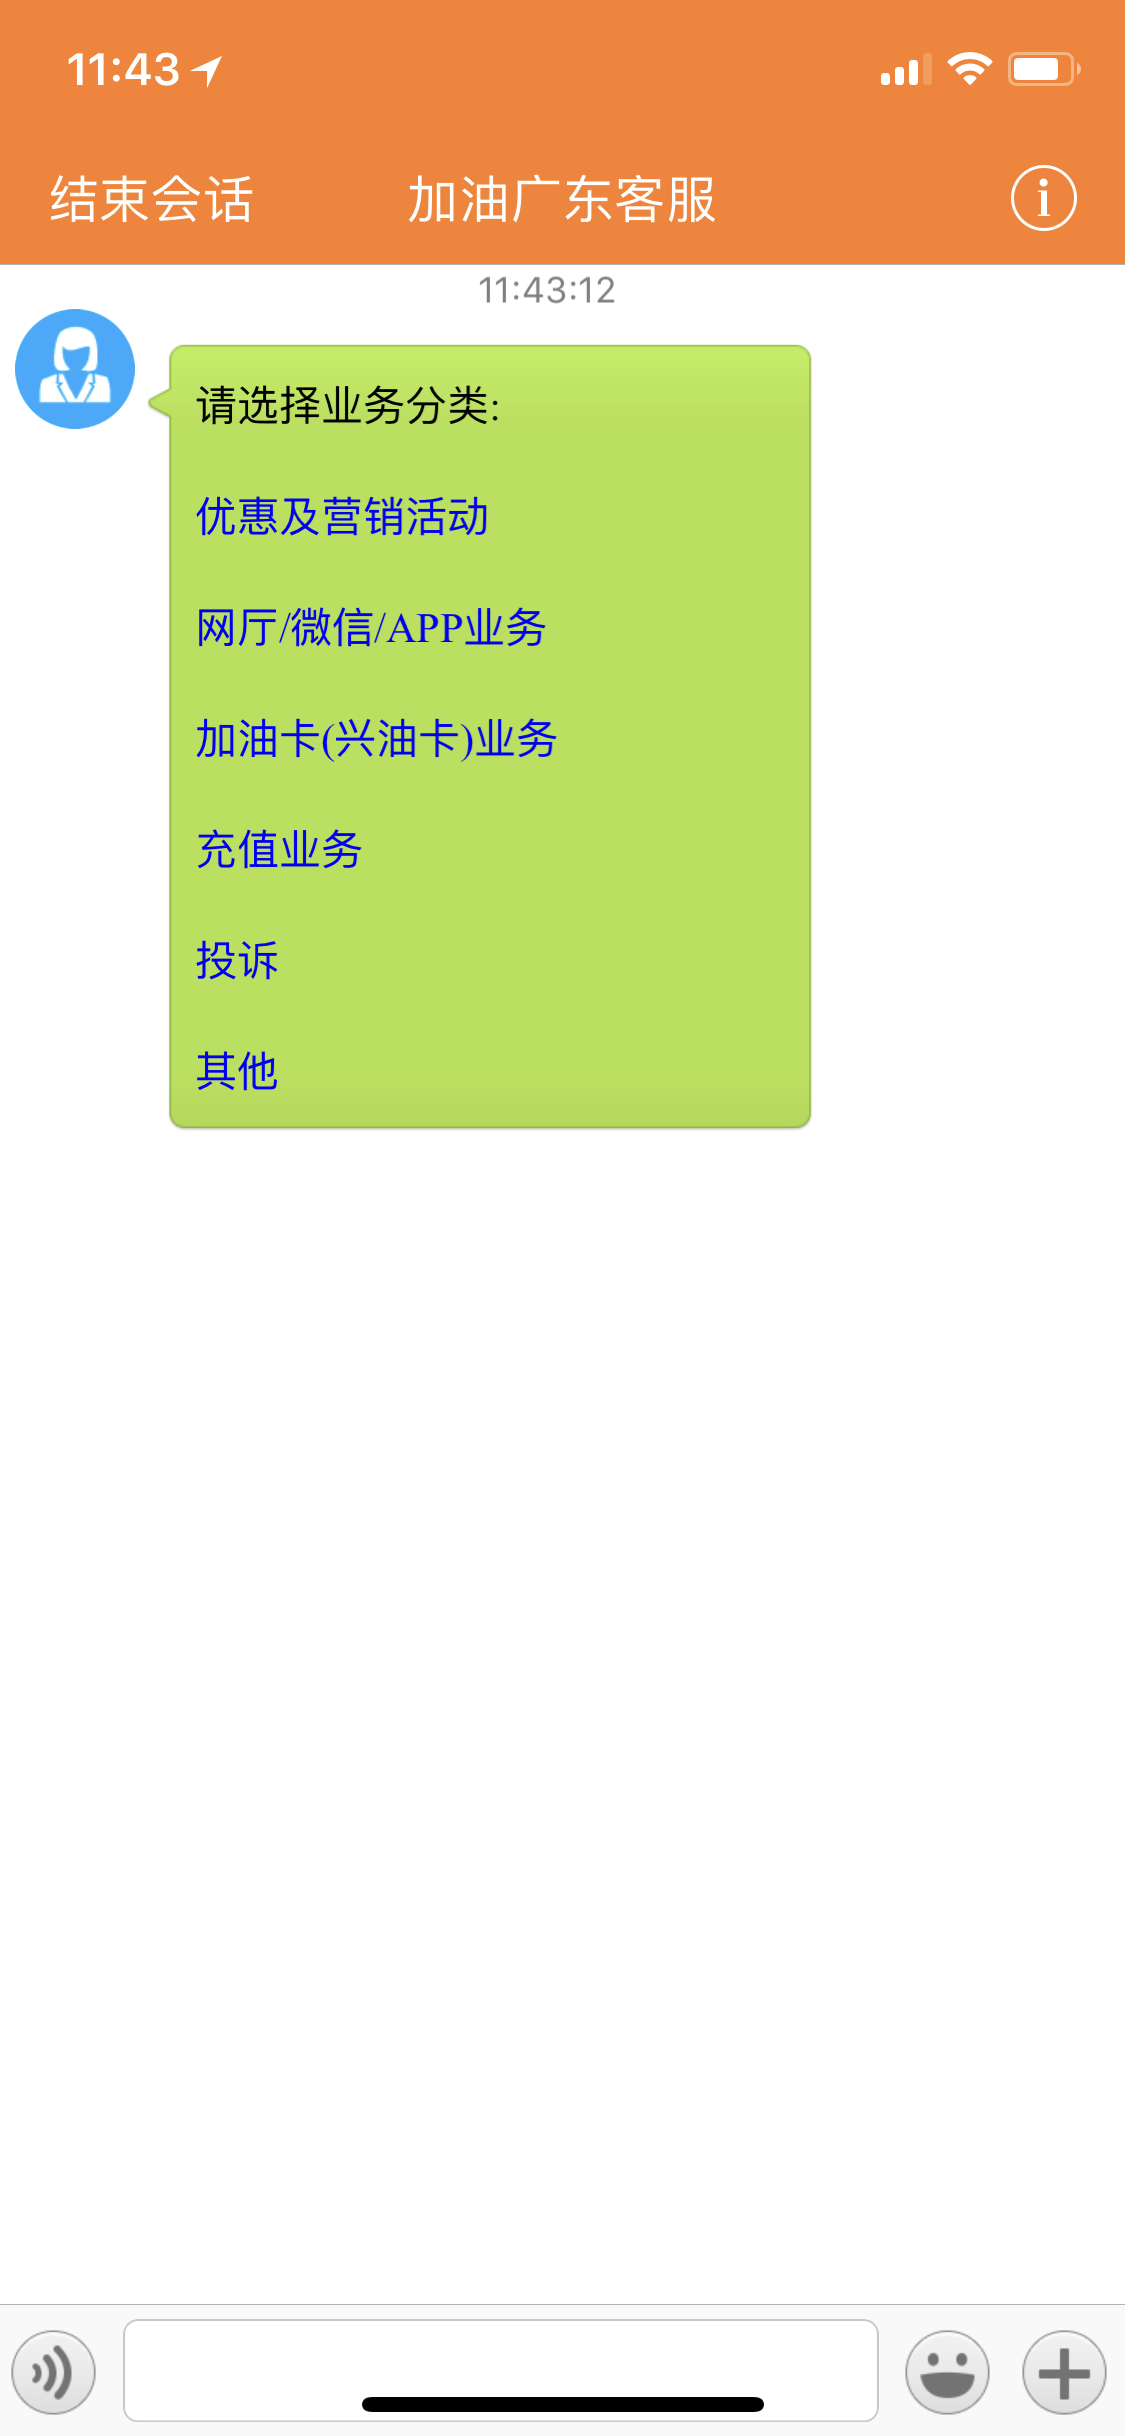 11:43
结束会话
加油广东客服
11:43:12
请选择业务分类:
优惠及营销活动
网厅/微信/APP业务
加油卡(兴油卡)业务
充值业务
投诉
其他